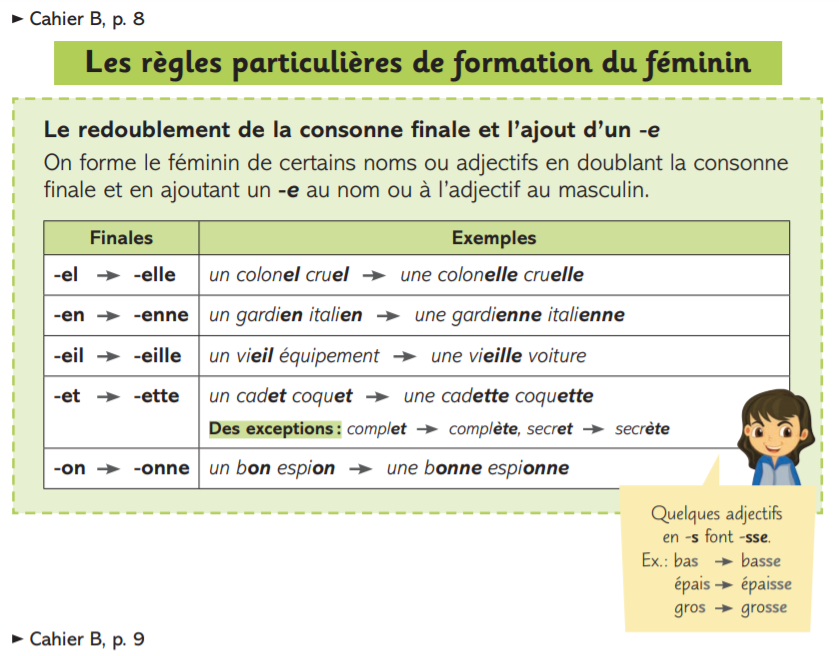 ► Cahier B, p. 8
Les règles particulières de formation du féminin
Le redoublement de la consonne finale et l’ajout d’un -e
On forme le féminin de certains noms ou adjectifs en doublant la consonne
finale et en ajoutant un -e au nom ou à l’adjectif au masculin.
Finales Exemples
-el → -elle un colonel cruel → une colonelle cruelle
-en → -enne un gardien italien → une gardienne italienne
-eil → -eille un vieil équipement → une vieille voiture
-et → -ette un cadet coquet → une cadette coquette
Des exceptions : complet → complète, secret → secrète
-on → -onne un bon espion → une bonne espionne
Quelques adjectifs
en -s font -sse.
Ex.: bas → basse
épais → épaisse
gros → grosse
► Cahier B, p. 9